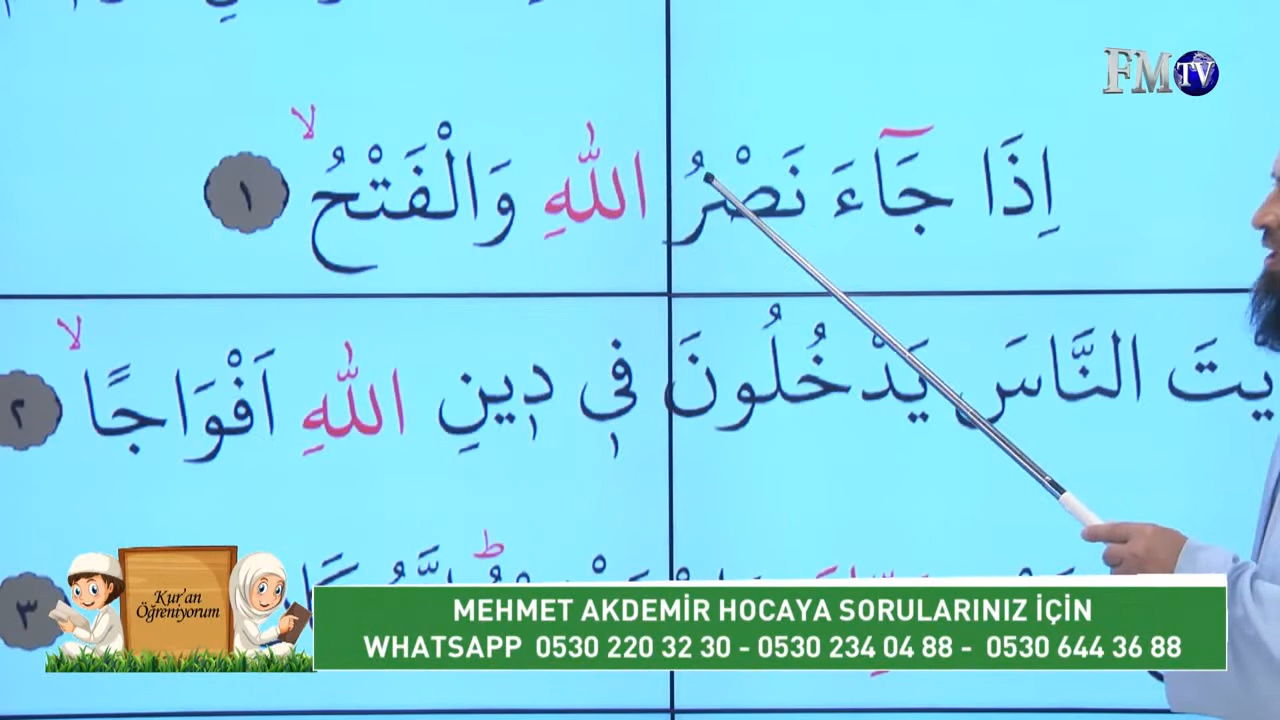 FM TV
اِذَا جَٓاءَ نَصْرُ اللّٰهِ وَالْفَتْحُ ۙ ١
يتَ النَّاسَ يَدْخُلُونَ ف۪ي د۪ينِ اللّٰهِ اَفْوَاجًا ۙ ٢
٣
Kur'an
Öğreniyorum
MEHMET AKDEMİR HOCAYA SORULARINIZ İÇİN
WHATSAPP 0530 220 32 30 - 0530 234 04 88 - 0530 644 36 88